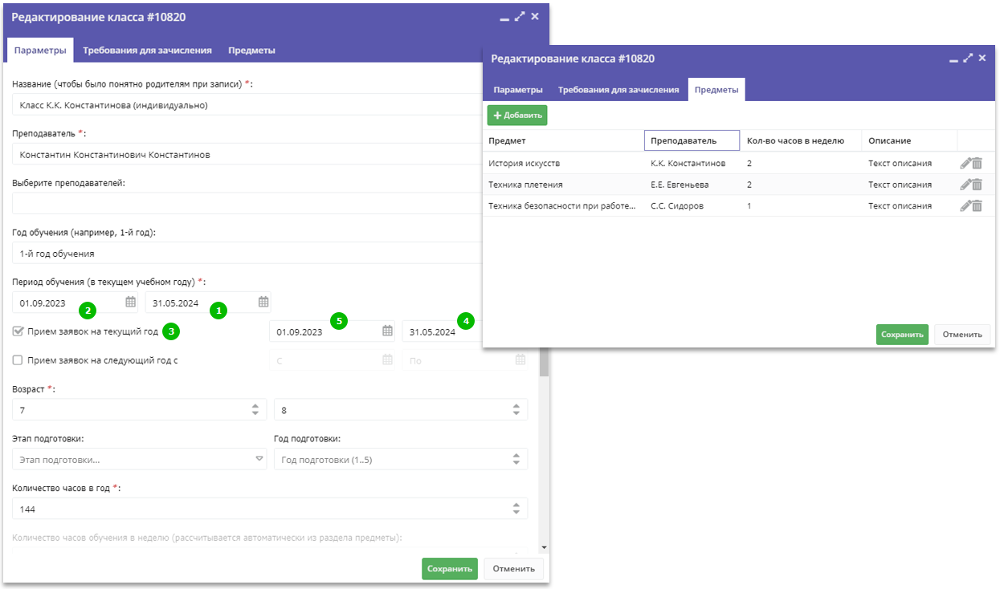 Редактирование класса #10820
Параметры Требования для зачисления Предметы
Название (чтобы было понятно родителям при записи) *:
Класс К.К. Константинова (индивидуально)
Преподаватель *:
Константин Константинович Константинов
Выберите преподавателей:
Год обучения (например, 1-й год):
1-й год обучения
Период обучения (в текущем учебном году) *:
01.09.2023 2 31.05.2024 1
Прием заявок на текущий год 3 01.09.2023 5 31.05.2024 4
Прием заявок на следующий год с С По
Возраст *:
7 8
Этап подготовки: Год подготовки:
Этап подготовки... Год подготовки (1..5)
Количество часов в год *:
144
Количество часов обучения в неделю (рассчитывается автоматически из раздела предметы):
Сохранить Отменить
Редактирование класса #10820
Параметры Требования для зачисления Предметы
Добавить
Предмет Преподаватель Кол-во часов в неделю Описание
История искусств К.К. Константинов 2 Текст описания
Техника плетения Е.Е. Евгеньева 2 Текст описания
Техника безопасности при работе... С.С. Сидоров 1 Текст описания
Сохранить Отменить